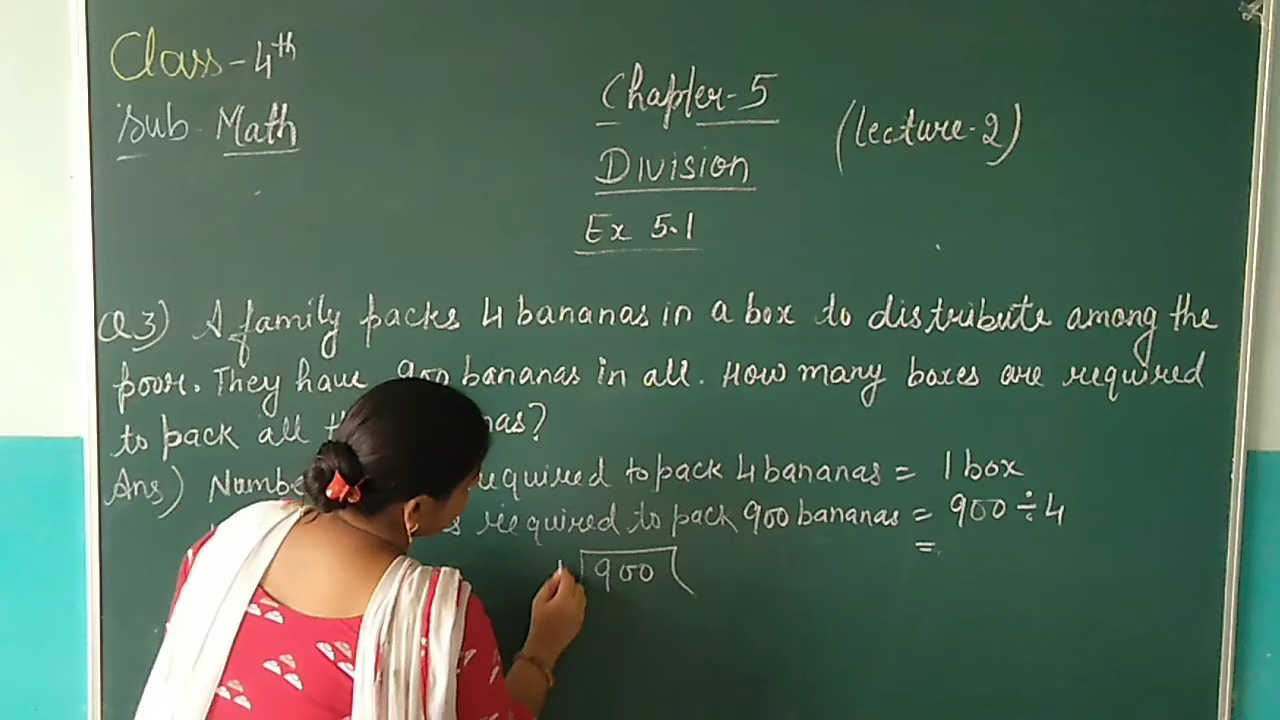 Class - 4th
Sub - Math
Chapter - 5
(lecture - 2)
Division
Ex 5.1
Q 3) A family packs 4 bananas in a box to distribute among the
poor. They have 900 bananas in all. How many boxes are required
to pack all
Ans) required to pack 4 bananas = 1 box
required to pack 900 bananas = 900 ÷ 4
=
900